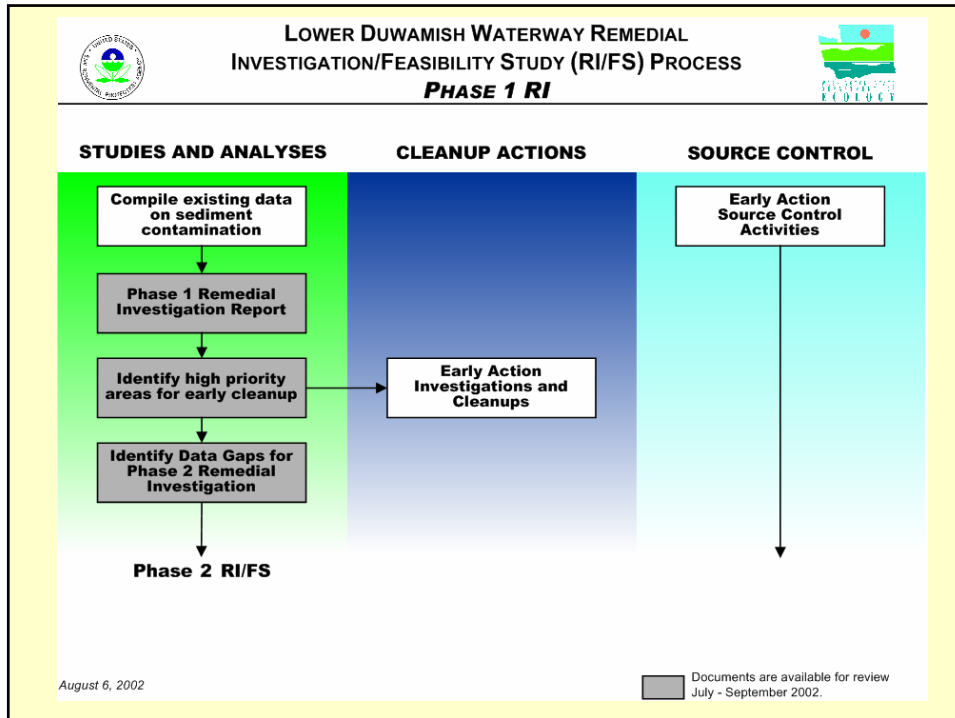 LOWER DUWAMISH WATERWAY REMEDIAL
INVESTIGATION/FEASIBILITY STUDY (RI/FS) PROCESS
PHASE 1 RI
ECOLOGY
STUDIES AND ANALYSES
CLEANUP ACTIONS
SOURCE CONTROL
Compile existing data
on sediment
contamination
Early Action
Source Control
Activities
Phase 1 Remedial
Investigation Report
Identify high priority
areas for early cleanup
Early Action
Investigations and
Cleanups
Identify Data Gaps for
Phase 2 Remedial
Investigation
Phase 2 RI/FS
August 6, 2002
Documents are available for review
July - September 2002.